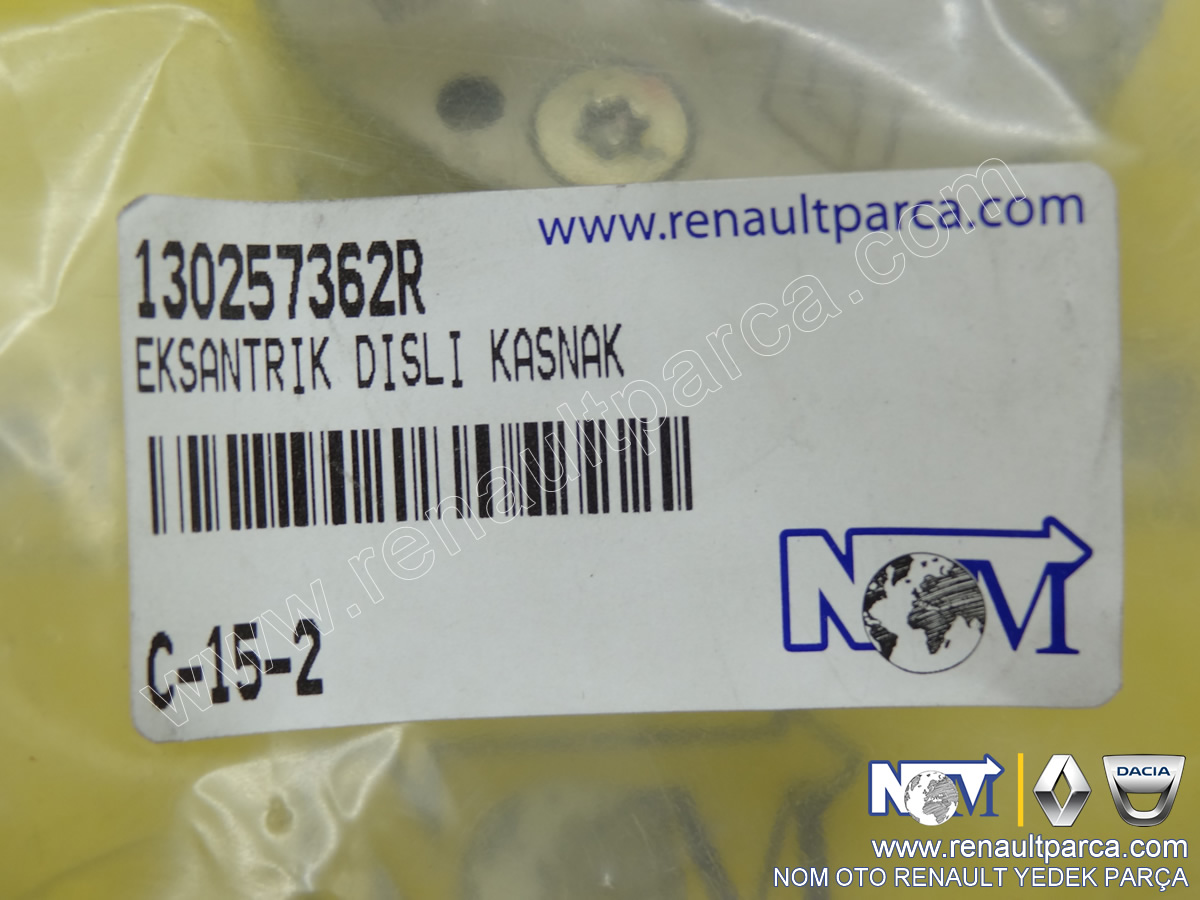 www.renaultparca.com
130257362R
EKSANTRIK DISLI KASNAK
C-15-2
NOM
www.renaultparca.com
NOM
DACIA
www.renaultparca.com
NOM OTO RENAULT YEDEK PARÇA